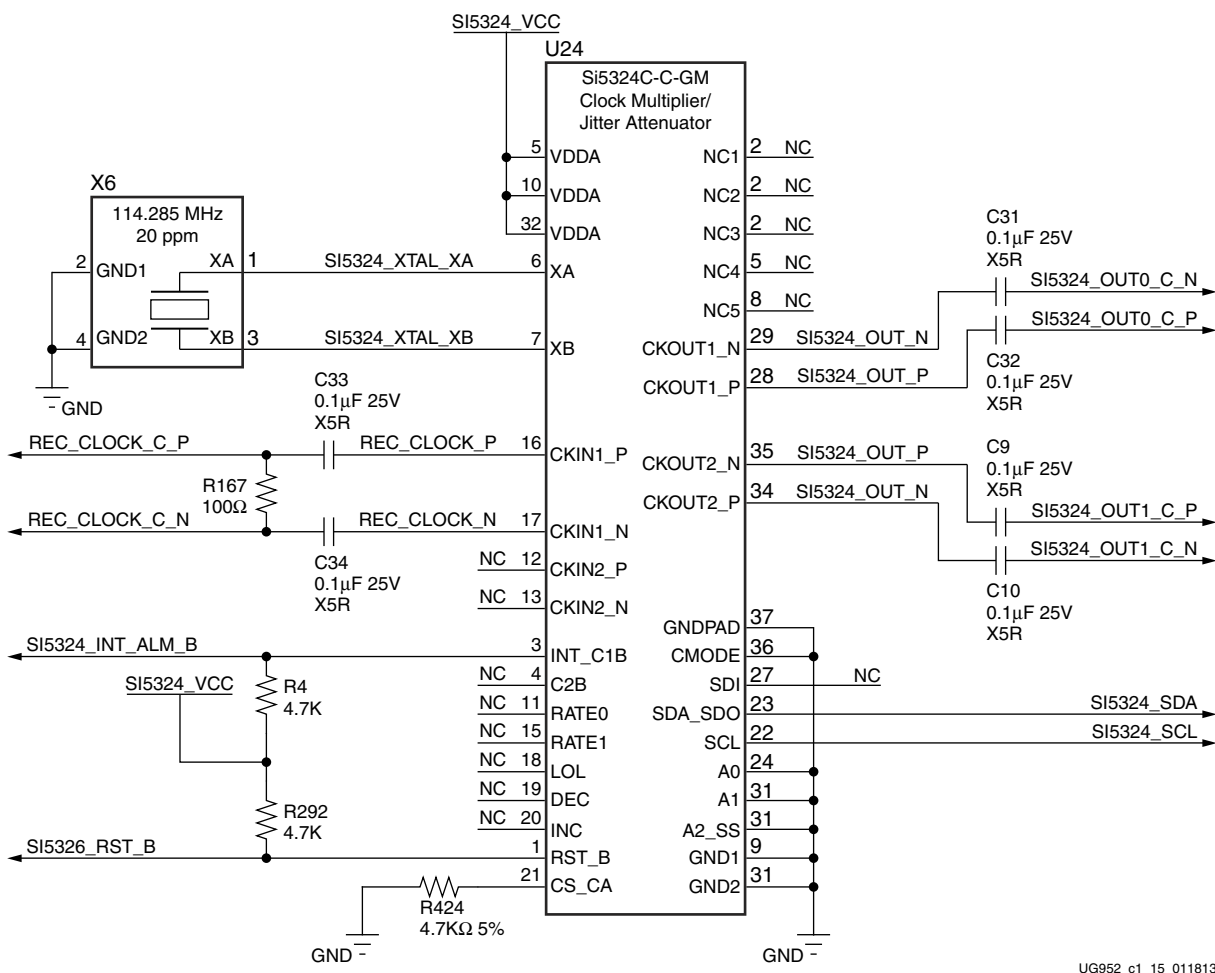 SI5324_VCC
U24
Si5324C-C-GM
Clock Multiplier/
Jitter Attenuator
5 VDDA
10 VDDA
32 VDDA
6 XA
7 XB
16 CKIN1_P
17 CKIN1_N
NC 12 CKIN2_P
NC 13 CKIN2_N
3 INT_C1B
NC 4 C2B
NC 11 RATE0
NC 15 RATE1
NC 18 LOL
NC 19 DEC
NC 20 INC
1 RST_B
21 CS_CA
NC1 2 NC
NC2 2 NC
NC3 2 NC
NC4 5 NC
NC5 8 NC
CKOUT1_N 29 SI5324_OUT_N
CKOUT1_P 28 SI5324_OUT_P
CKOUT2_N 35 SI5324_OUT_P
CKOUT2_P 34 SI5324_OUT_N
GNDPAD 37
CMODE 36
SDI 27 NC
SDA_SDO 23 SI5324_SDA
SCL 22 SI5324_SCL
A0 24
A1 31
A2_SS 31
GND1 9
GND2 31
GND
X6
114.285 MHz
20 ppm
2 GND1
4 GND2
XA 1 SI5324_XTAL_XA
XB 3 SI5324_XTAL_XB
GND
C33
0.1µF 25V
X5R
REC_CLOCK_C_P
REC_CLOCK_P
R167
100Ω
REC_CLOCK_C_N
REC_CLOCK_N
C34
0.1µF 25V
X5R
SI5324_INT_ALM_B
SI5324_VCC
R4
4.7K
R292
4.7K
SI5326_RST_B
R424
4.7KΩ 5%
GND
C31
0.1µF 25V
X5R
SI5324_OUT0_C_N
SI5324_OUT0_C_P
C32
0.1µF 25V
X5R
C9
0.1µF 25V
X5R
SI5324_OUT1_C_P
SI5324_OUT1_C_N
C10
0.1µF 25V
X5R
UG952_c1_15_011813